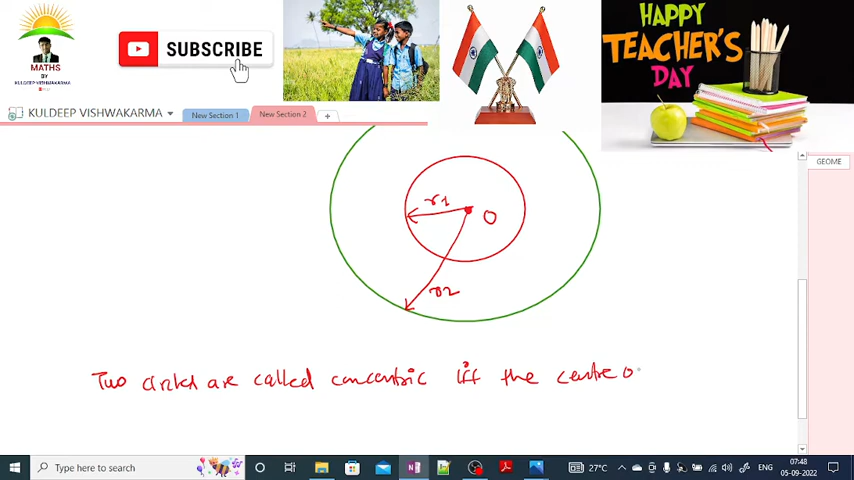 HAPPY
TEACHER'S
DAY
SUBSCRIBE
MATHS
BY
KULDEEP VISHWAKARMA
KULDEEP VISHWAKARMA
New Section 1
New Section 2
+
GEOME
r1
O
r2
Two circles are called concentric iff the centre o
Type here to search
27°C
ENG
07:48
05-09-2022